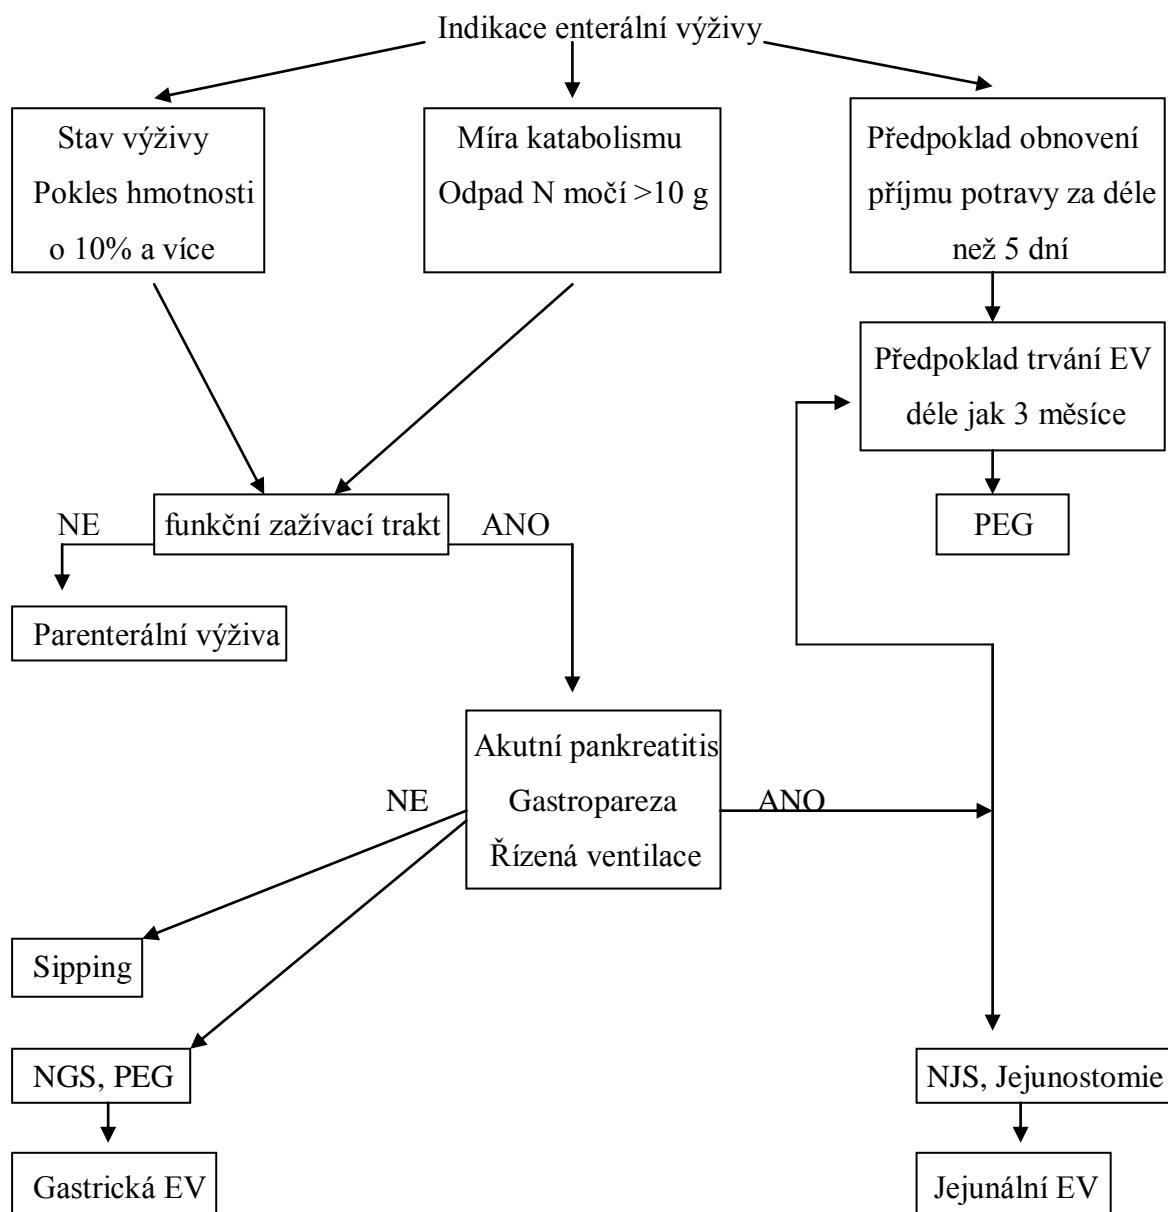 Indikace enterální výživy
Stav výživy
Pokles hmotnosti
o 10% a více
Míra katabolismu
Odpad N močí >10 g
Předpoklad obnovení
příjmu potravy za déle
než 5 dní
Předpoklad trvání EV
déle jak 3 měsíce
PEG
NE
funkční zažívací trakt
ANO
Parenterální výživa
Akutní pankreatitis
Gastropareza
Řízená ventilace
NE
ANO
Sipping
NGS, PEG
NJS, Jejunostomie
Gastrická EV
Jejunální EV